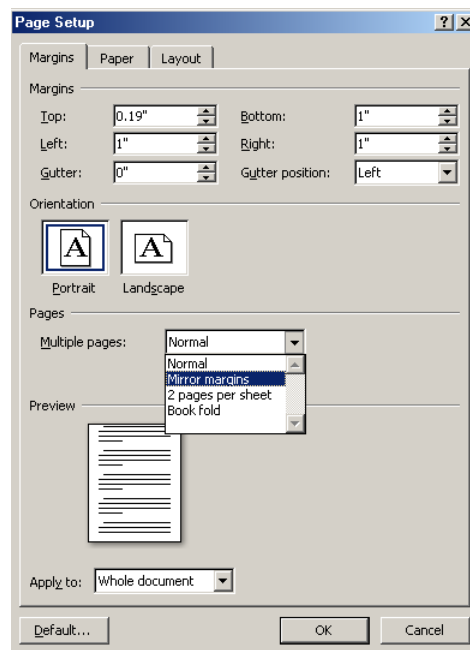 Page Setup
Margins Paper Layout
Margins
Top: 0.19" Bottom: 1"
Left: 1" Right: 1"
Gutter: 0" Gutter position: Left
Orientation
A A
Portrait Landscape
Pages
Multiple pages: Normal
Normal
Mirror margins
2 pages per sheet
Book fold
Preview
Apply to: Whole document
Default... OK Cancel